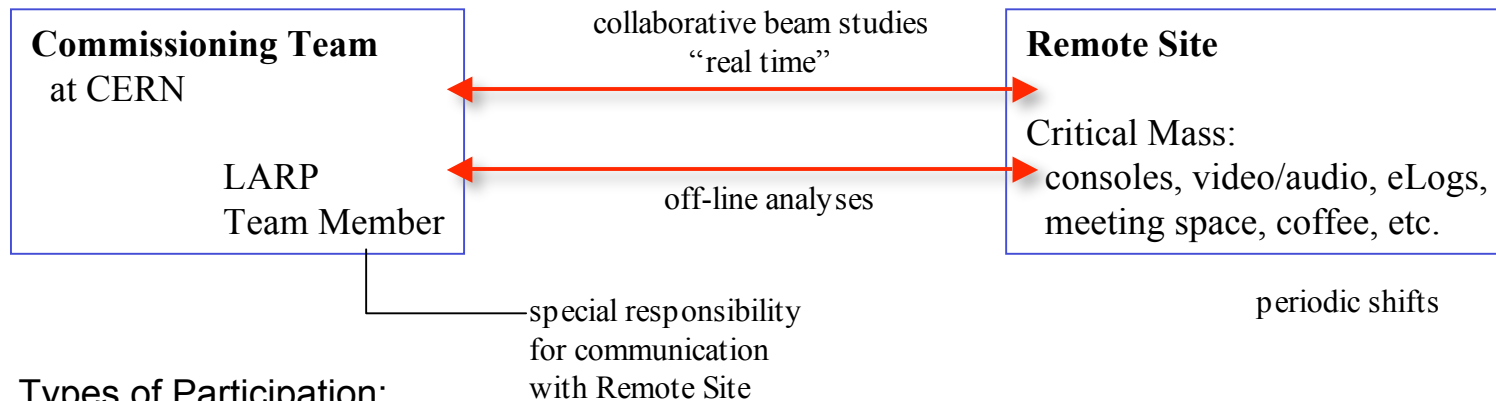 Commissioning Team
at CERN
LARP
Team Member
collaborative beam studies
“real time”
off-line analyses
Remote Site
Critical Mass:
consoles, video/audio, eLogs,
meeting space, coffee, etc.
special responsibility
for communication
with Remote Site
periodic shifts
Types of Participation: